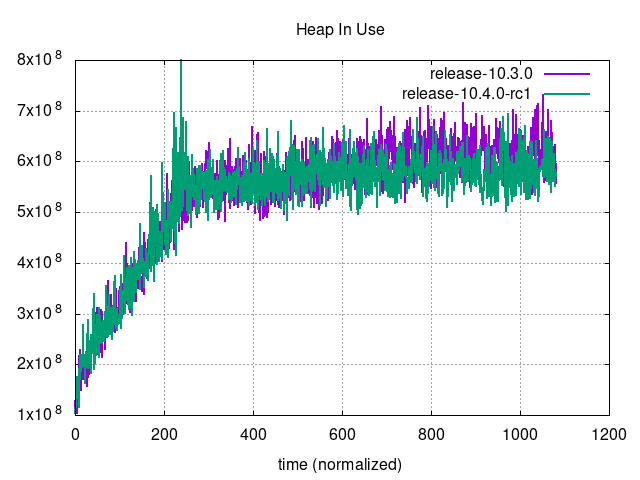 Heap In Use
release-10.3.0
release-10.4.0-rc1
8x10^8
7x10^8
6x10^8
5x10^8
4x10^8
3x10^8
2x10^8
1x10^8
0 200 400 600 800 1000 1200
time (normalized)